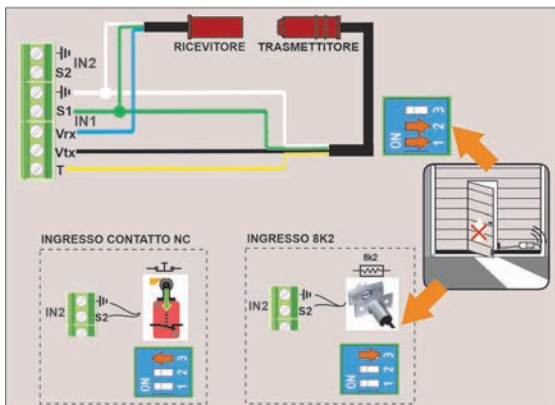 RICEVITORE
TRASMETTITORE
IN2
S2
S1
IN1
Vrx
Vtx
T
ON
1 2 3
INGRESSO CONTATTO NC
IN2
S2
ON
1 2 3
INGRESSO 8K2
8k2
IN2
S2
ON
1 2 3